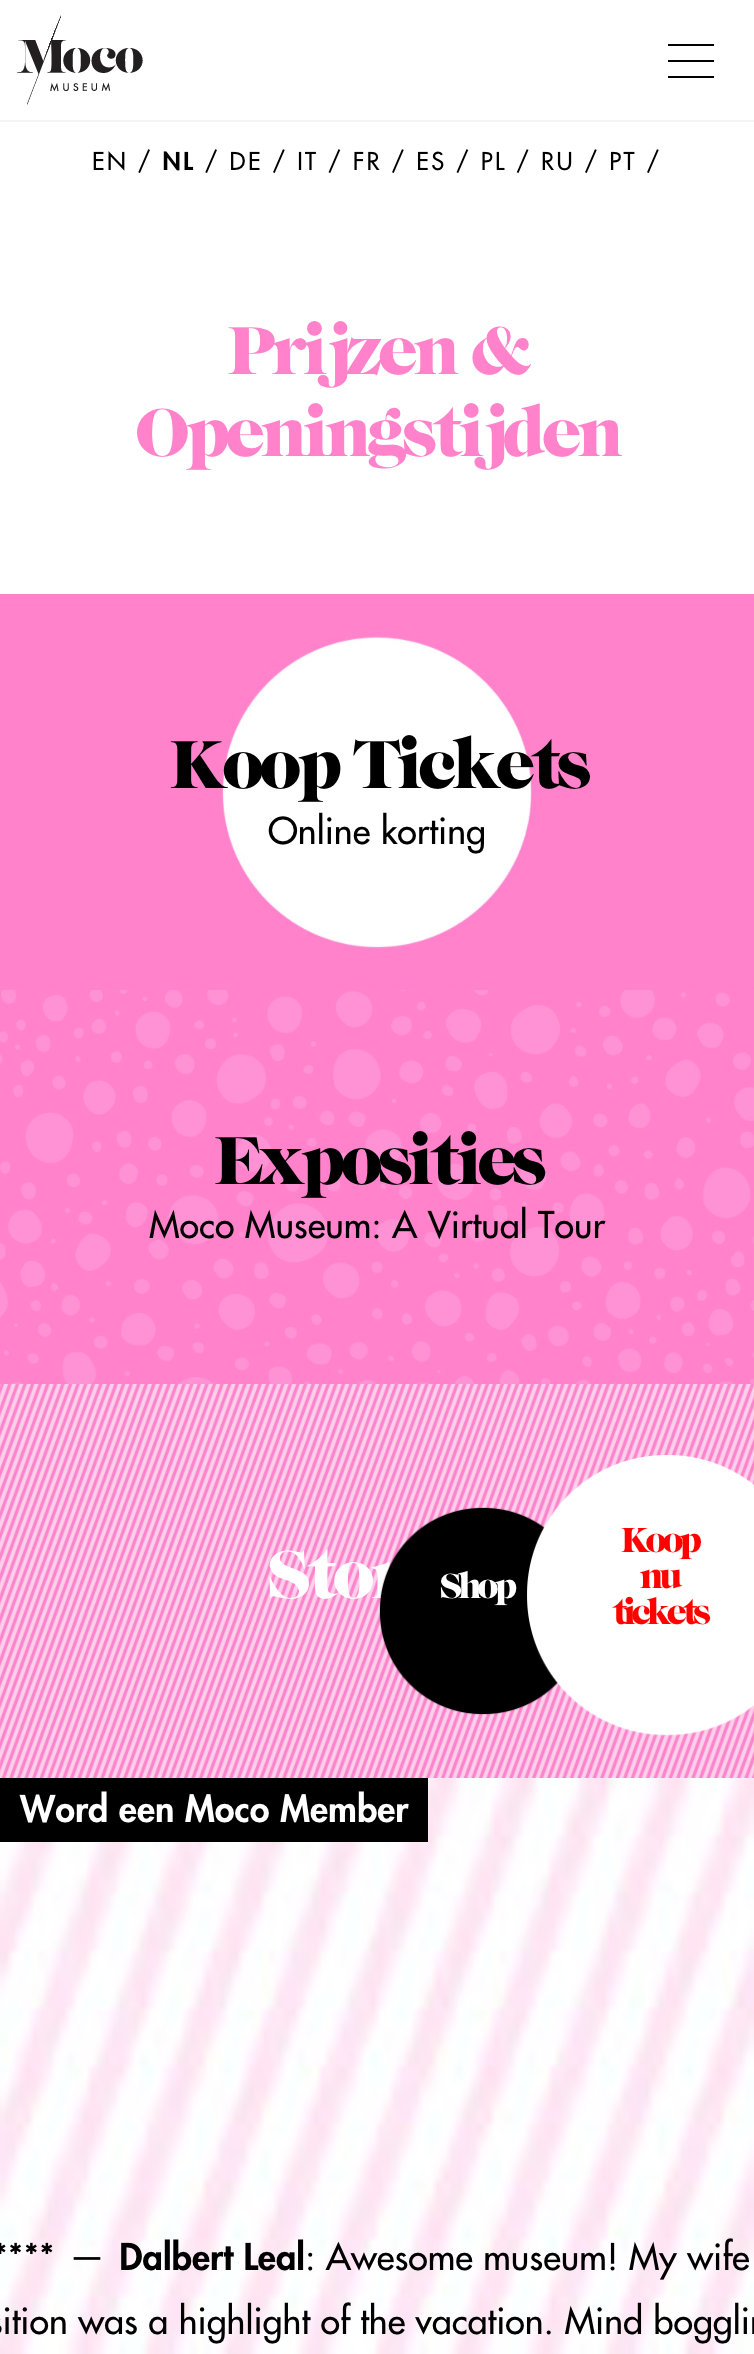 Moco
MUSEUM
EN / NL / DE / IT / FR / ES / PL / RU / PT /
Prijzen &
Openingstijden
Koop Tickets
Online korting
Exposities
Moco Museum: A Virtual Tour
Shop
Koop
nu
tickets
Word een Moco Member
**** — Dalbert Leal: Awesome museum! My wife
was a highlight of the vacation. Mind